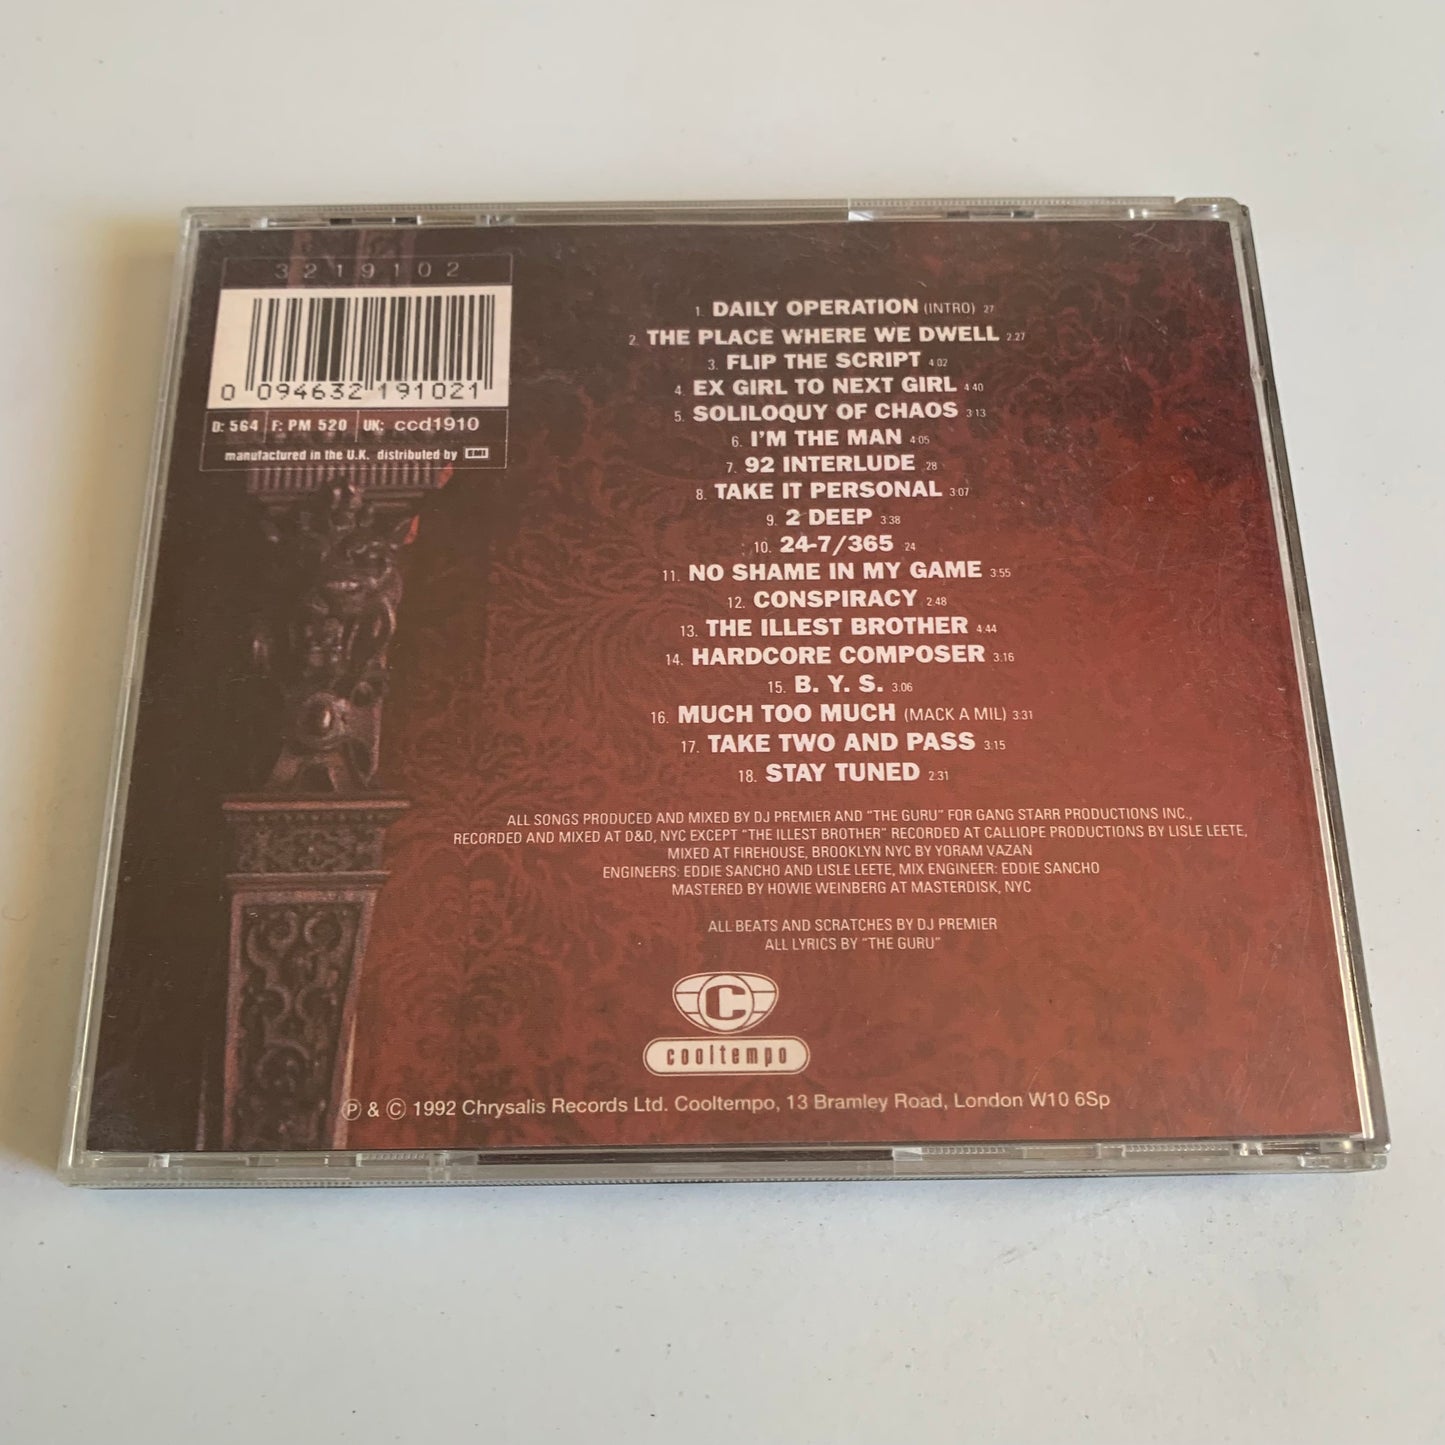 3219102
0 094632 191021
D: 564 F: PM 520 UK: ccd1910
manufactured in the U.K. distributed by EMI
1. DAILY OPERATION (INTRO) 27
2. THE PLACE WHERE WE DWELL 2.27
3. FLIP THE SCRIPT 4:02
4. EX GIRL TO NEXT GIRL 4:40
5. SOLILOQUY OF CHAOS 3:13
6. I'M THE MAN 4:05
7. 92 INTERLUDE 28
8. TAKE IT PERSONAL 3:07
9. 2 DEEP 3:38
10. 24-7/365 24
11. NO SHAME IN MY GAME 3:55
12. CONSPIRACY 2:48
13. THE ILLEST BROTHER 4:44
14. HARDCORE COMPOSER 3:16
15. B. Y. S. 3:06
16. MUCH TOO MUCH (MACK A MIL) 3:31
17. TAKE TWO AND PASS 3:15
18. STAY TUNED 2:31
ALL SONGS PRODUCED AND MIXED BY DJ PREMIER AND "THE GURU" FOR GANG STARR PRODUCTIONS INC.,
RECORDED AND MIXED AT D&D, NYC EXCEPT "THE ILLEST BROTHER" RECORDED AT CALLIOPE PRODUCTIONS BY LISLE LEETE,
MIXED AT FIREHOUSE, BROOKLYN NYC BY YORAM VAZAN
ENGINEERS: EDDIE SANCHO AND LISLE LEETE, MIX ENGINEER: EDDIE SANCHO
MASTERED BY HOWIE WEINBERG AT MASTERDISK, NYC
ALL BEATS AND SCRATCHES BY DJ PREMIER
ALL LYRICS BY "THE GURU"
C
cooltempo
Ⓟ & © 1992 Chrysalis Records Ltd. Cooltempo, 13 Bramley Road, London W10 6Sp